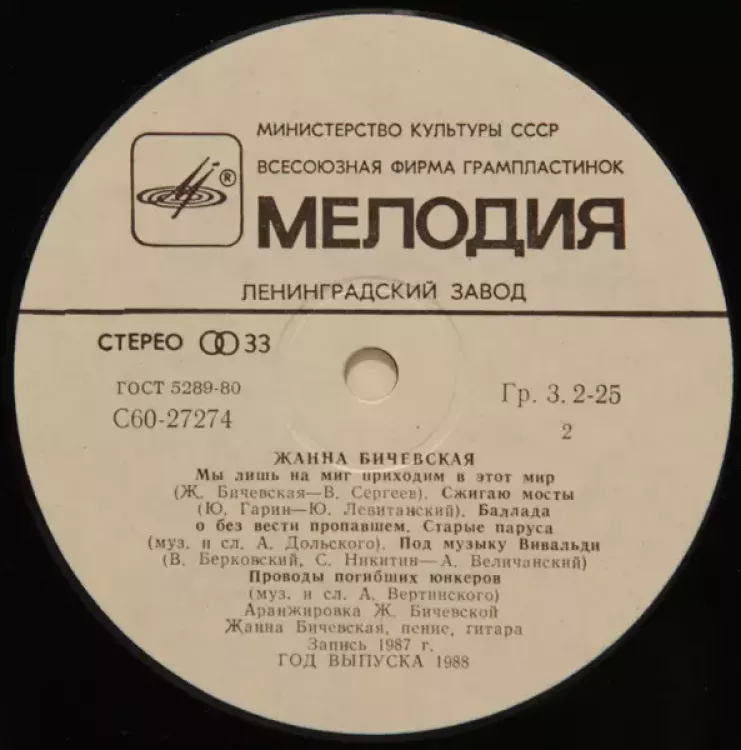 МИНИСТЕРСТВО КУЛЬТУРЫ СССР
ВСЕСОЮЗНАЯ ФИРМА ГРАМПЛАСТИНОК
®
МЕЛОДИЯ
ЛЕНИНГРАДСКИЙ ЗАВОД
СТЕРЕО 33
ГОСТ 5289-80
Гр. 3. 2-25
С60-27274
2
ЖАННА БИЧЕВСКАЯ
Мы лишь на миг приходим в этот мир
(Ж. Бичевская—В. Сергеев). Сжигаю мосты
(Ю. Гарин—Ю. Левитанский). Баллада
о без вести пропавшем. Старые паруса
(муз. и сл. А. Дольского). Под музыку Вивальди
(В. Берковский, С. Никитин—А. Величанский)
Проводы погибших юнкеров
(муз. и сл. А. Вертинского)
Аранжировка Ж. Бичевской
Жанна Бичевская, пение, гитара
Запись 1987 г.
ГОД ВЫПУСКА 1988